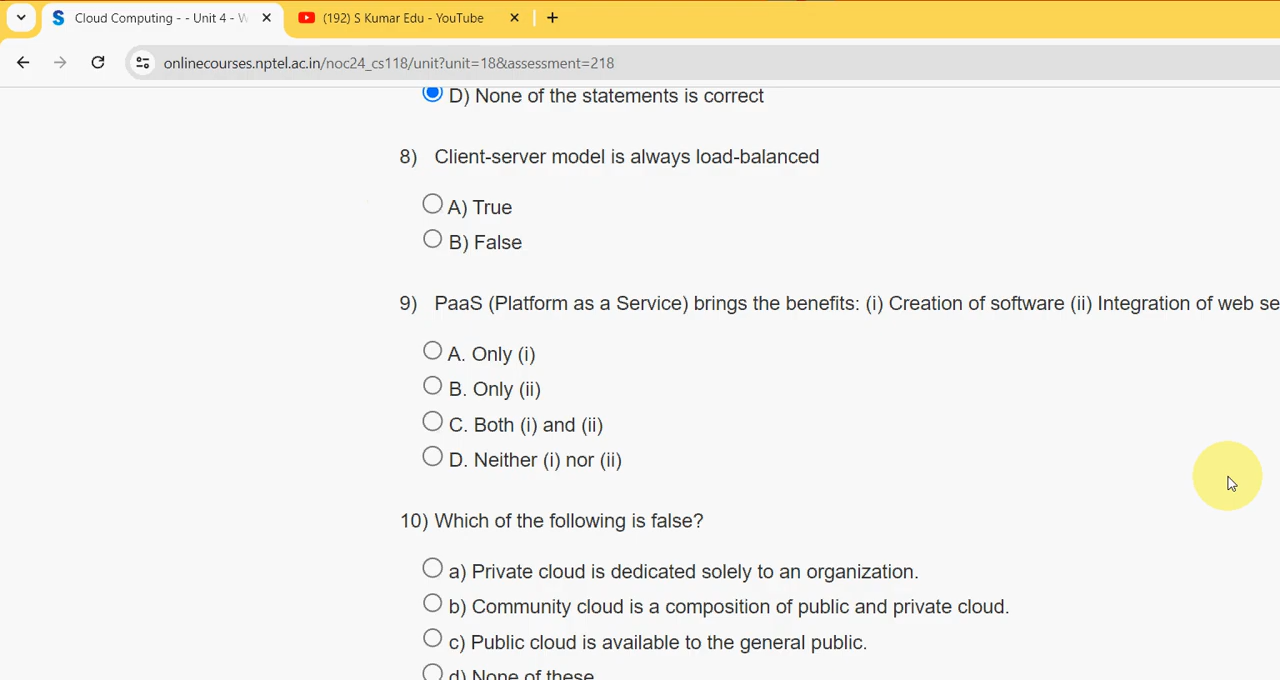 Cloud Computing - - Unit 4 - W
(192) S Kumar Edu - YouTube
onlinecourses.nptel.ac.in/noc24_cs118/unit?unit=18&assessment=218
D) None of the statements is correct
8) Client-server model is always load-balanced
A) True
B) False
9) PaaS (Platform as a Service) brings the benefits: (i) Creation of software (ii) Integration of web se
A. Only (i)
B. Only (ii)
C. Both (i) and (ii)
D. Neither (i) nor (ii)
10) Which of the following is false?
a) Private cloud is dedicated solely to an organization.
b) Community cloud is a composition of public and private cloud.
c) Public cloud is available to the general public.
d) None of these